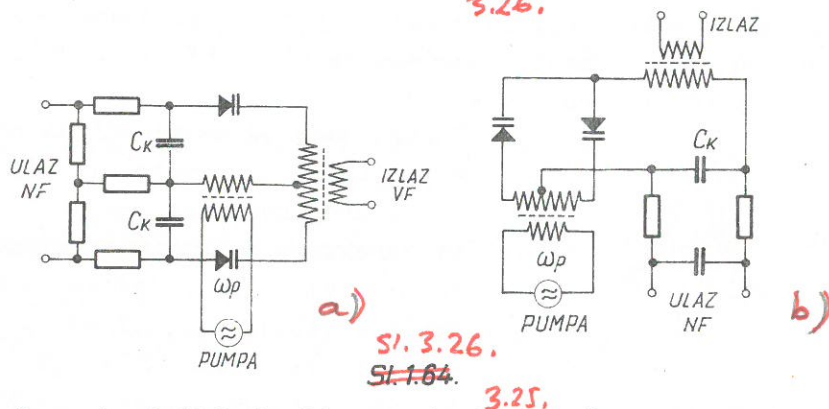 3.26.
IZLAZ
CK
ULAZ
NF
CK
IZLAZ
VF
ωp
PUMPA
a)
CK
ωp
PUMPA
ULAZ
NF
b)
Sl. 3.26.
Sl. 1.64.
3.25.